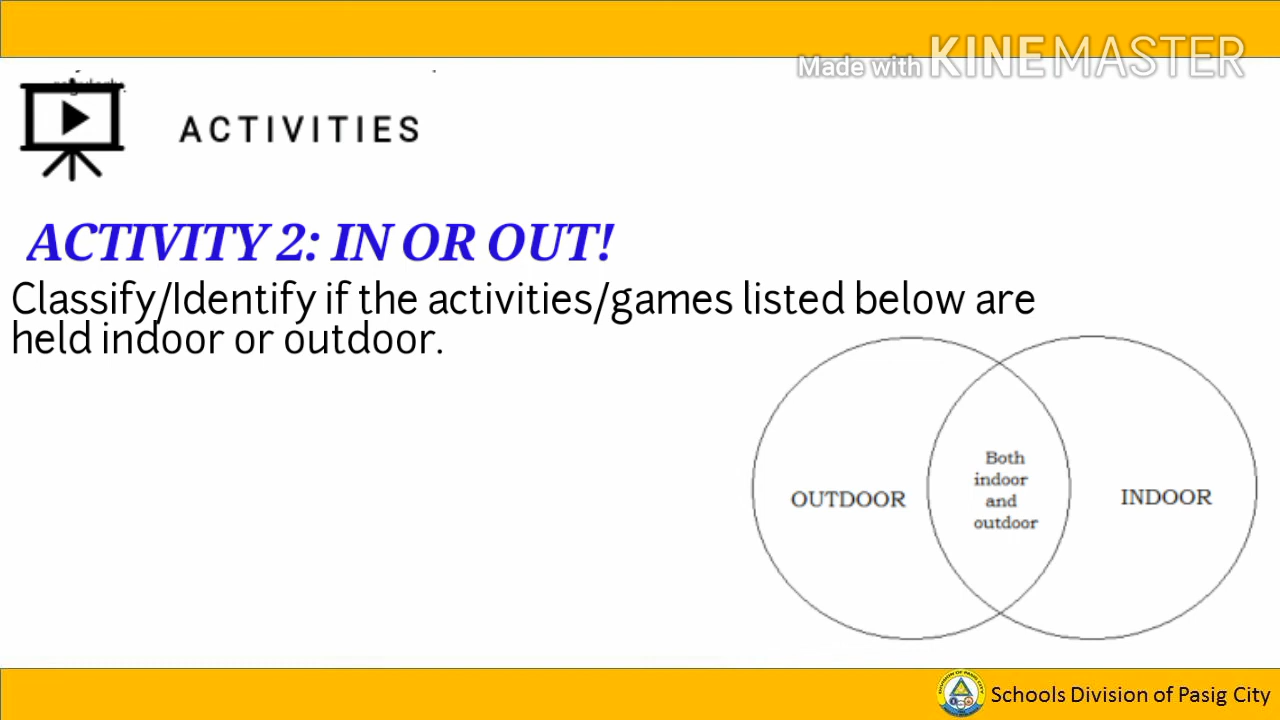 Made with KINEMASTER
ACTIVITIES
ACTIVITY 2: IN OR OUT!
Classify/Identify if the activities/games listed below are
held indoor or outdoor.
OUTDOOR
Both
indoor
and
outdoor
INDOOR
Schools Division of Pasig City